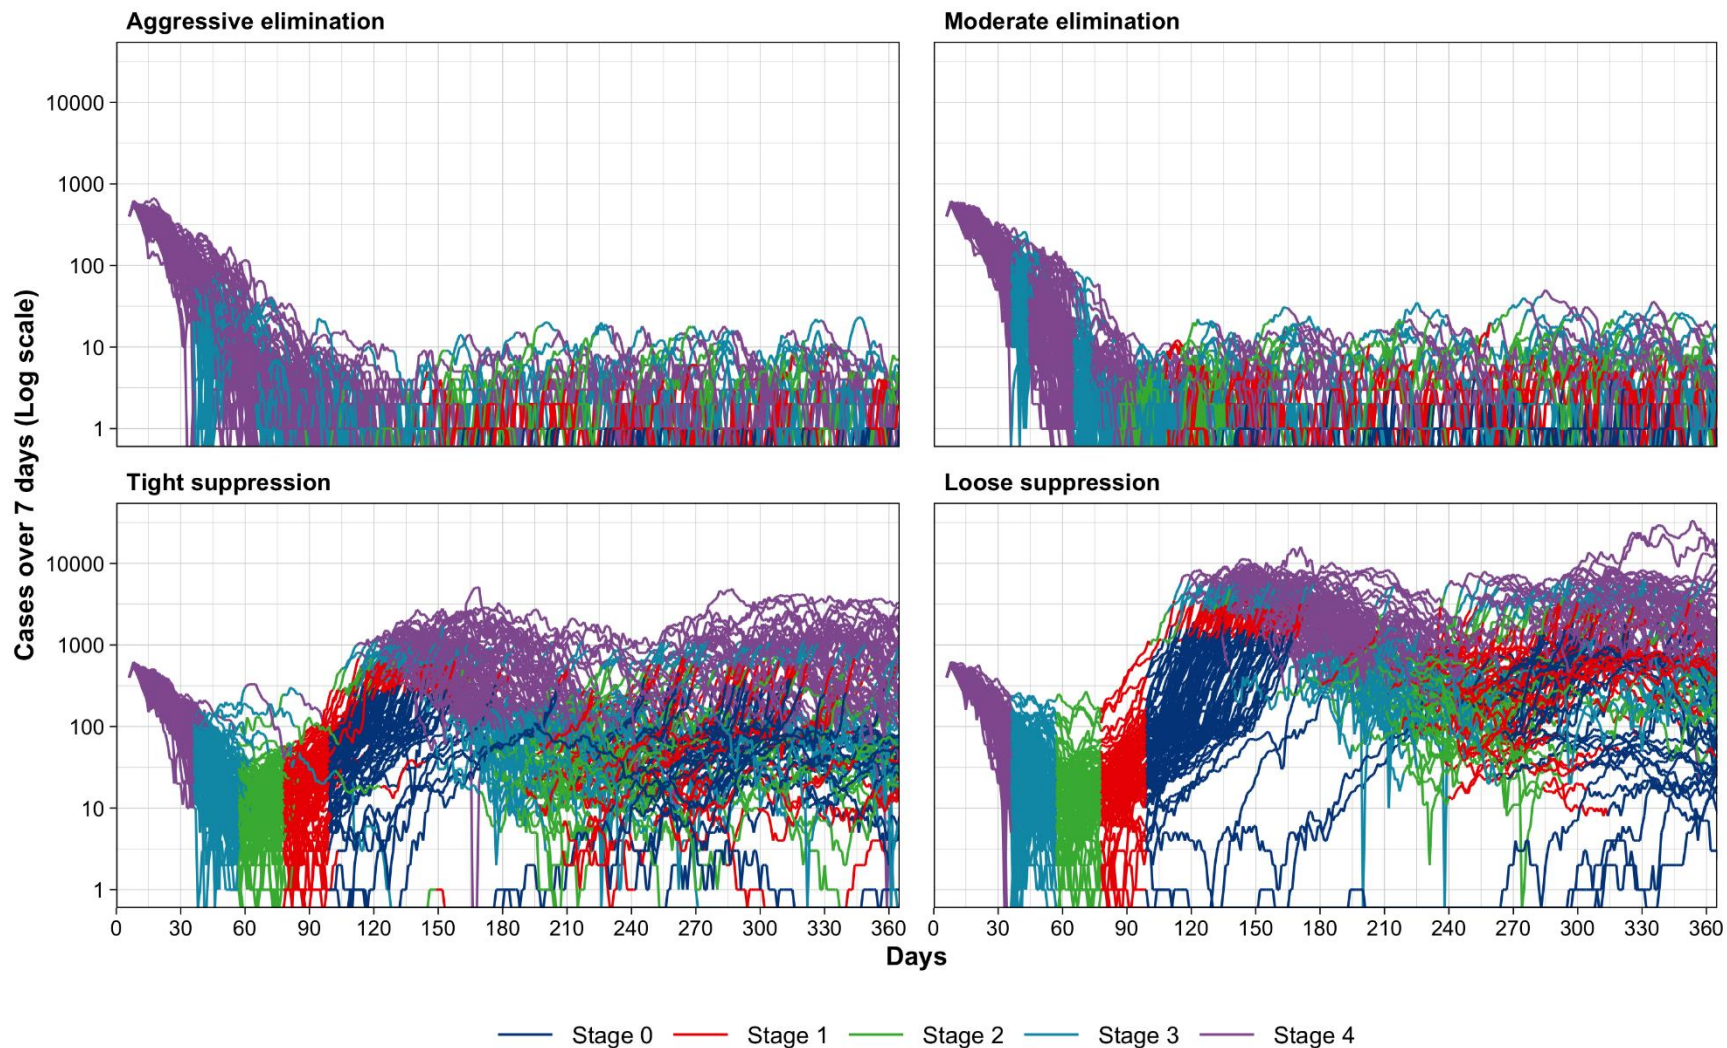 Aggressive elimination
Moderate elimination
10000
1000
100
10
1
Tight suppression
Loose suppression
10000
1000
100
10
1
Cases over 7 days (Log scale)
0 30 60 90 120 150 180 210 240 270 300 330 360
0 30 60 90 120 150 180 210 240 270 300 330 360
Days
Stage 0 Stage 1 Stage 2 Stage 3 Stage 4